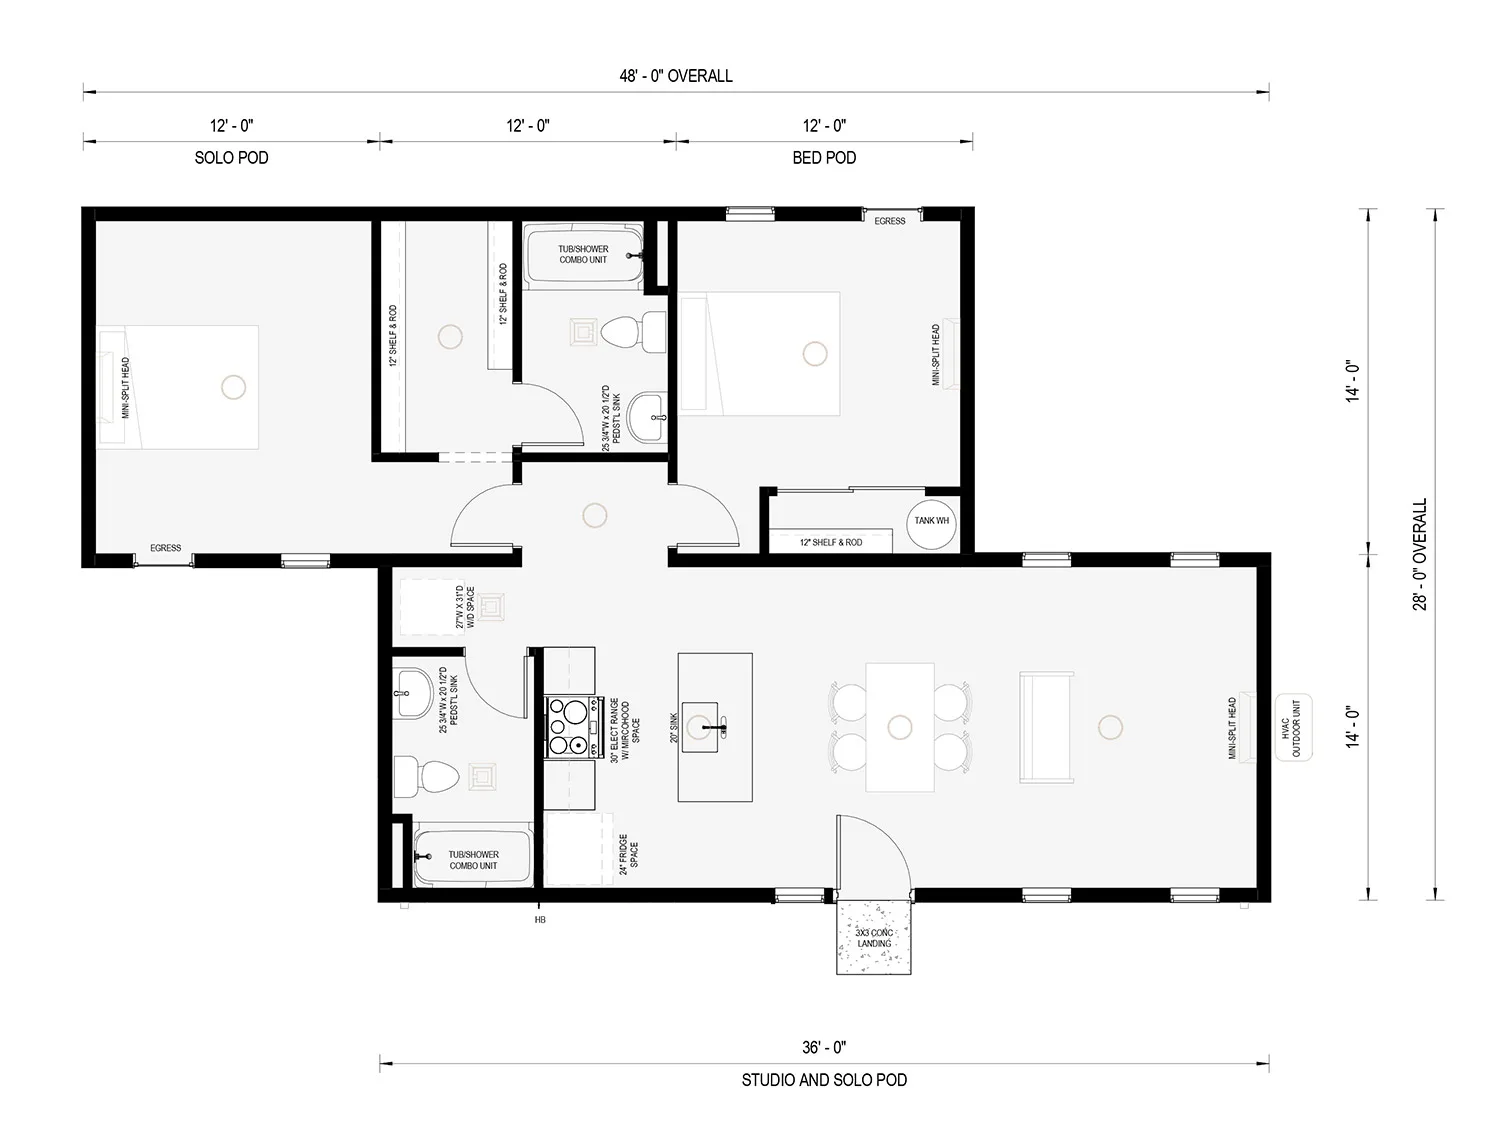 48' - 0" OVERALL
12' - 0"
12' - 0"
12' - 0"
SOLO POD
BED POD
EGRESS
TUB/SHOWER
COMBO UNIT
12" SHELF & ROD
12" SHELF & ROD
MINI-SPLIT HEAD
MINI-SPLIT HEAD
25 3/4"W x 20 1/2"D
PEDST'L SINK
14' - 0"
TANK WH
12" SHELF & ROD
EGRESS
28' - 0" OVERALL
27"W X 31"D
W/D SPACE
25 3/4"W x 20 1/2"D
PEDST'L SINK
30" ELECT RANGE
W/ MIRCOHOOD
SPACE
20" SINK
MINI-SPLIT HEAD
HVAC
OUTDOOR UNIT
14' - 0"
TUB/SHOWER
COMBO UNIT
24" FRIDGE
SPACE
HB
3X3 CONC
LANDING
36' - 0"
STUDIO AND SOLO POD